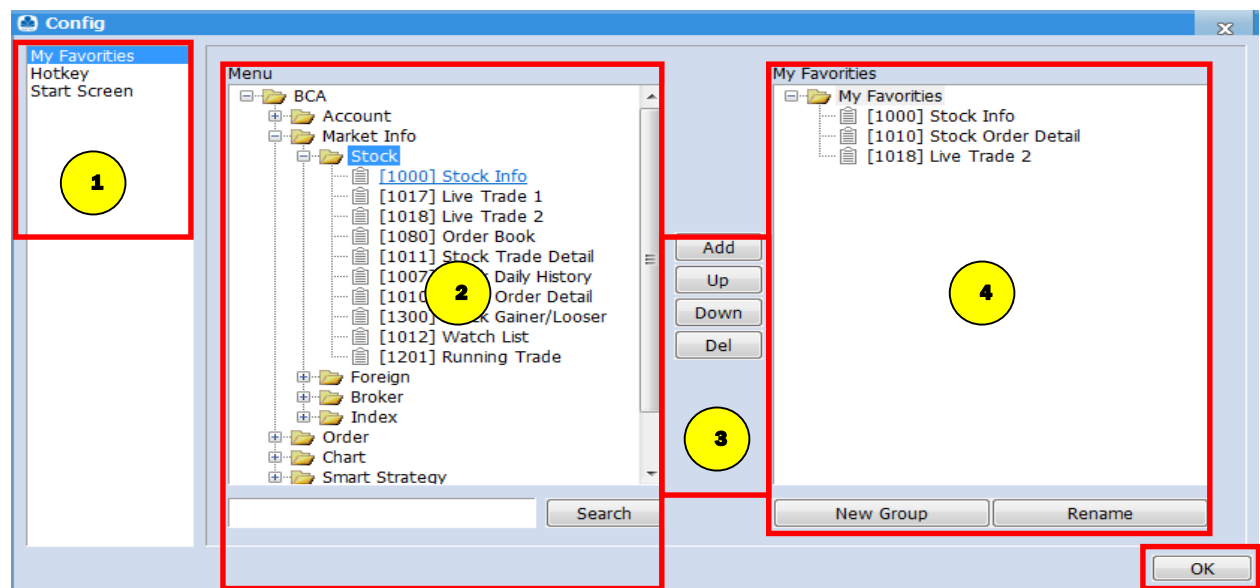 Config
x
My Favorities
Hotkey
Start Screen
1
Menu
BCA
Account
Market Info
Stock
[1000] Stock Info
[1017] Live Trade 1
[1018] Live Trade 2
[1080] Order Book
[1011] Stock Trade Detail
[1007 Daily History
[1010 Order Detail
[1300] Gainer/Looser
[1012] Watch List
[1201] Running Trade
2
Foreign
Broker
Index
Order
Chart
Smart Strategy
Search
Add
Up
Down
Del
3
My Favorities
My Favorities
[1000] Stock Info
[1010] Stock Order Detail
[1018] Live Trade 2
4
New Group
Rename
OK